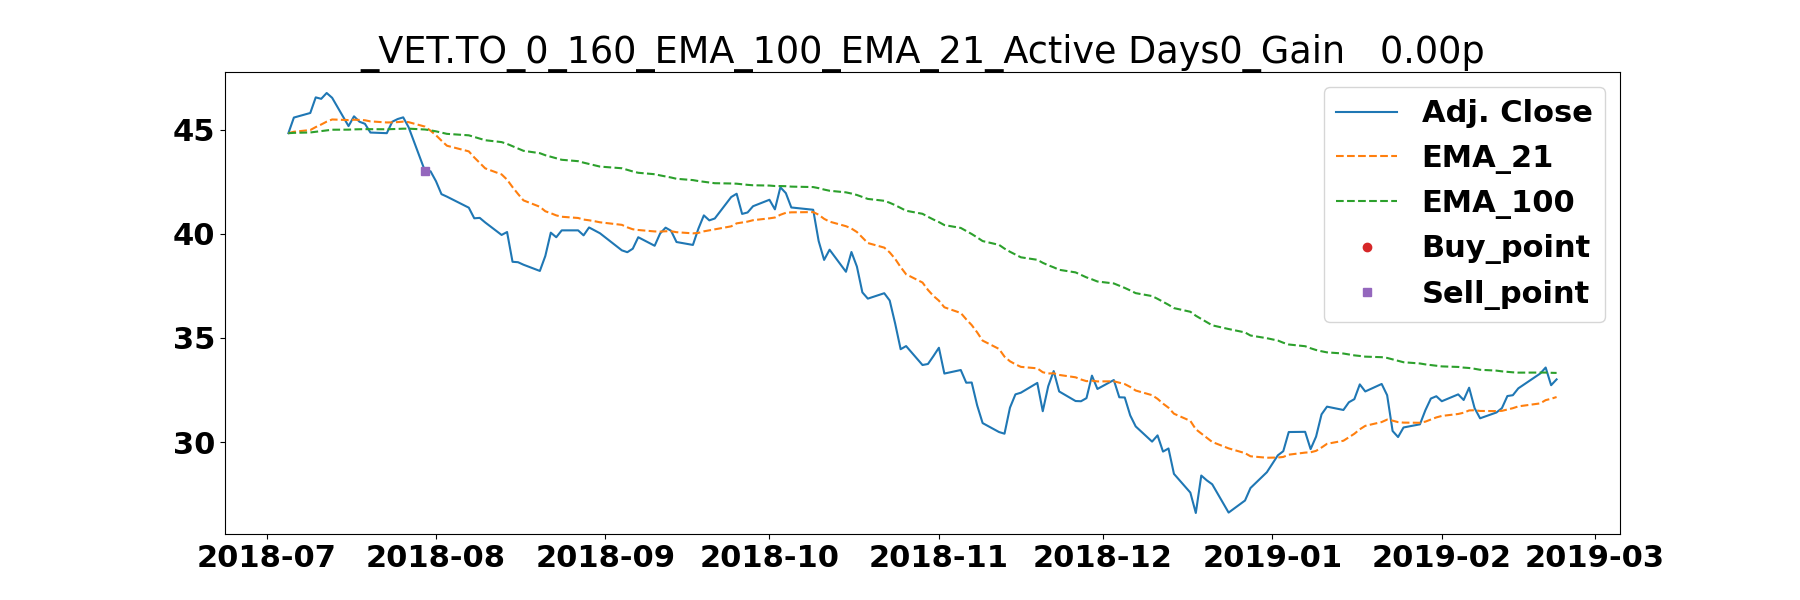 _VET.TO_0_160_EMA_100_EMA_21_Active Days0_Gain   0.00p
Adj. Close
EMA_21
EMA_100
Buy_point
Sell_point
45
40
35
30
2018-07 2018-08 2018-09 2018-10 2018-11 2018-12 2019-01 2019-02 2019-03